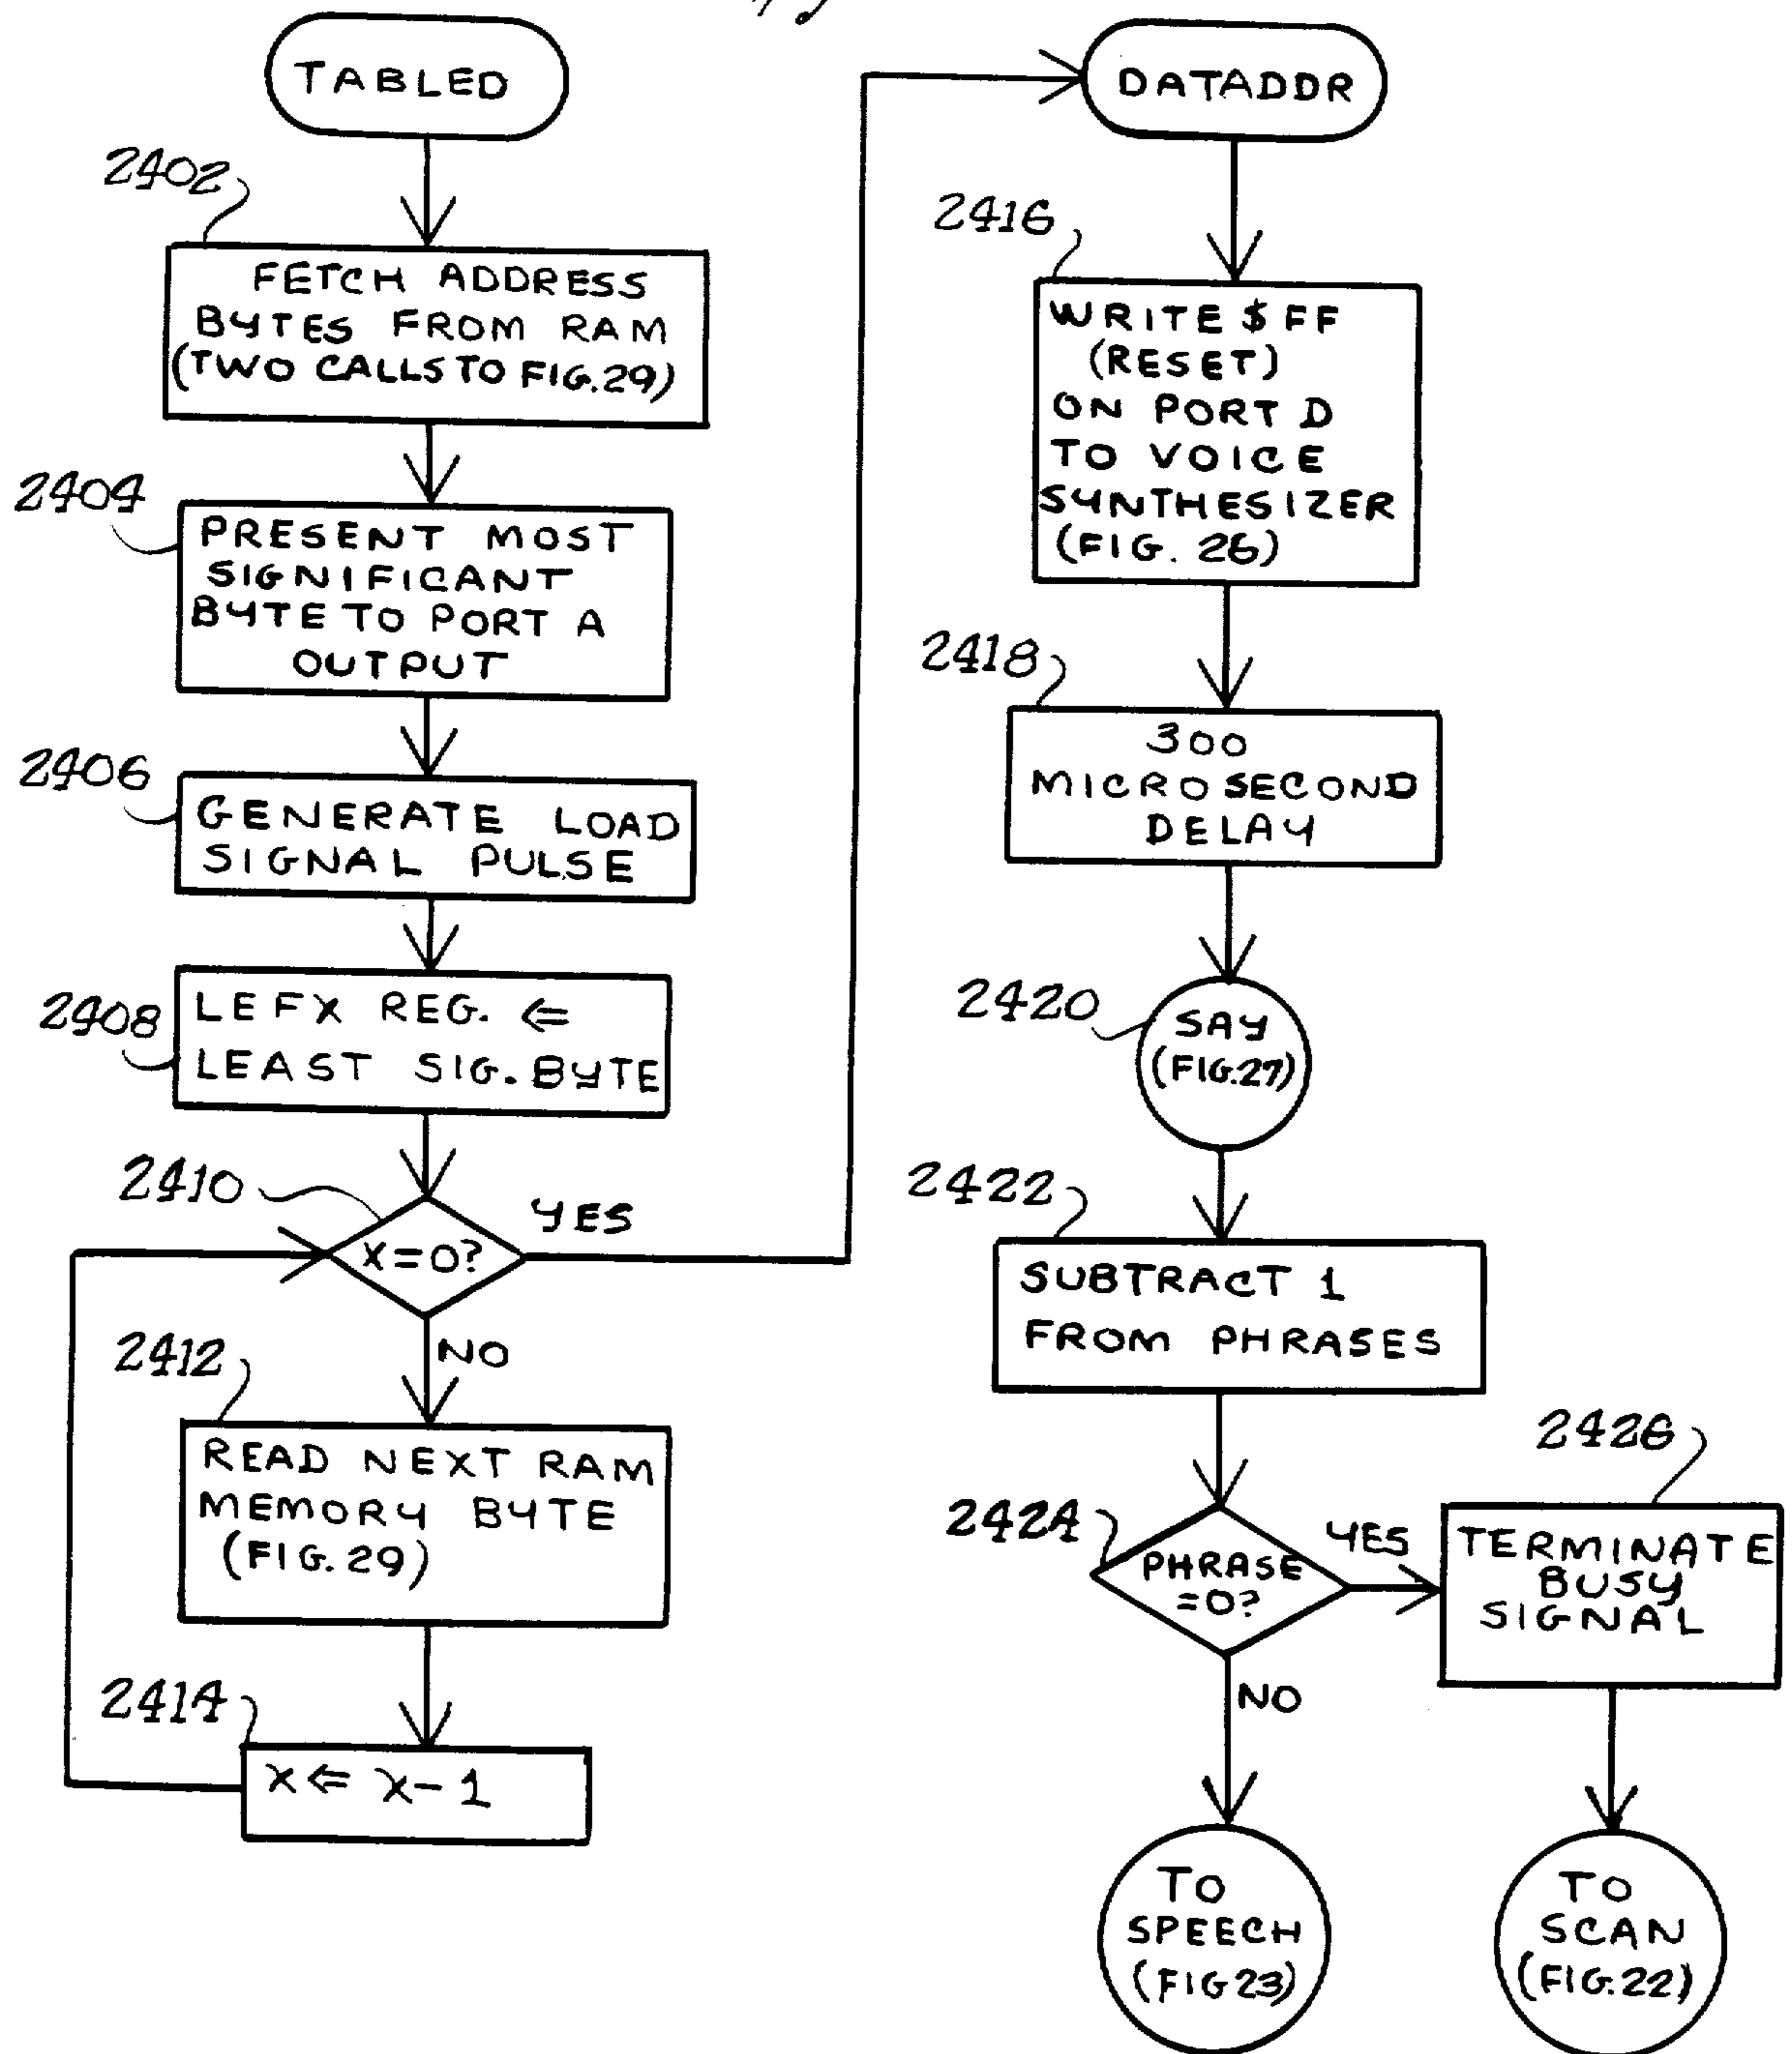 TABLED
2402
FETCH ADDRESS
BYTES FROM RAM
(TWO CALLS TO FIG.29)
2404
PRESENT MOST
SIGNIFICANT
BYTE TO PORT A
OUTPUT
2406
GENERATE LOAD
SIGNAL PULSE
2408
LEFX REG. ⇐
LEAST SIG. BYTE
2410
X=0?
YES
NO
2412
READ NEXT RAM
MEMORY BYTE
(FIG. 29)
2414
X ⇐ X-1
DATADDR
2416
WRITE $FF
(RESET)
ON PORT D
TO VOICE
SYNTHESIZER
(FIG. 26)
2418
300
MICROSECOND
DELAY
2420
SAY
(FIG.27)
2422
SUBTRACT 1
FROM PHRASES
2424
PHRASE
=0?
YES
NO
2426
TERMINATE
BUSY
SIGNAL
TO
SPEECH
(FIG 23)
TO
SCAN
(FIG.22)